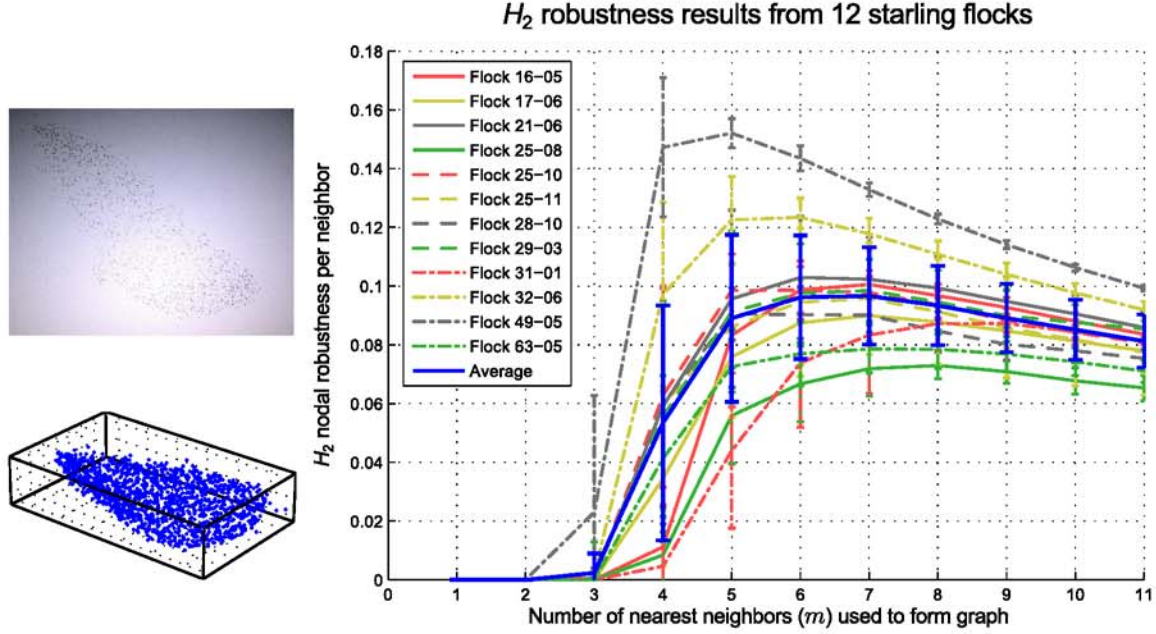 H2 robustness results from 12 starling flocks
H2 nodal robustness per neighbor
0.18
0.16
0.14
0.12
0.1
0.08
0.06
0.04
0.02
0
Flock 16-05
Flock 17-06
Flock 21-06
Flock 25-08
Flock 25-10
Flock 25-11
Flock 28-10
Flock 29-03
Flock 31-01
Flock 32-06
Flock 49-05
Flock 63-05
Average
0 1 2 3 4 5 6 7 8 9 10 11
Number of nearest neighbors (m) used to form graph